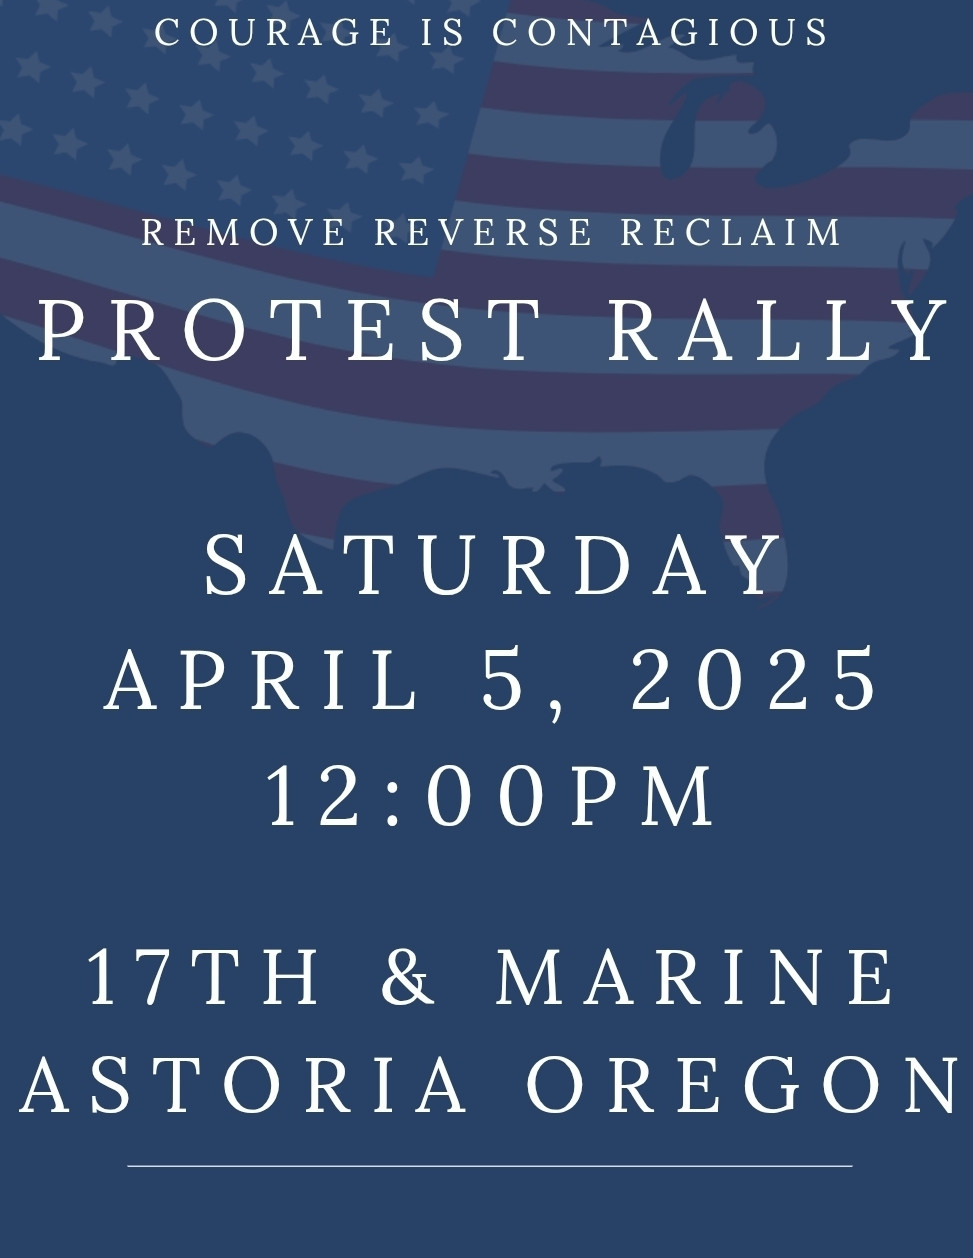 COURAGE IS CONTAGIOUS
REMOVE REVERSE RECLAIM
PROTEST RALLY
SATURDAY
APRIL 5, 2025
12:00PM
17TH & MARINE
ASTORIA OREGON